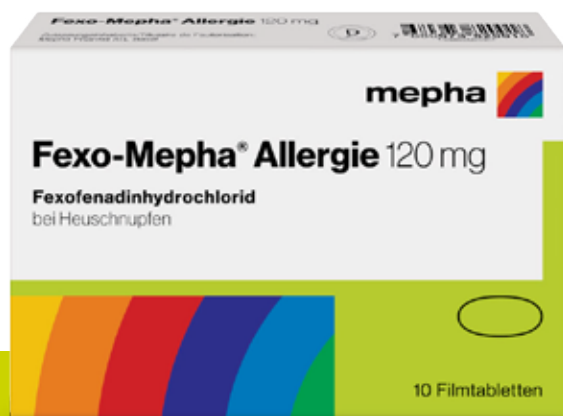 Fexo-Mepha® Allergie 120 mg
mepha
Fexo-Mepha® Allergie 120 mg
Fexofenadinhydrochlorid
bei Heuschnupfen
10 Filmtabletten